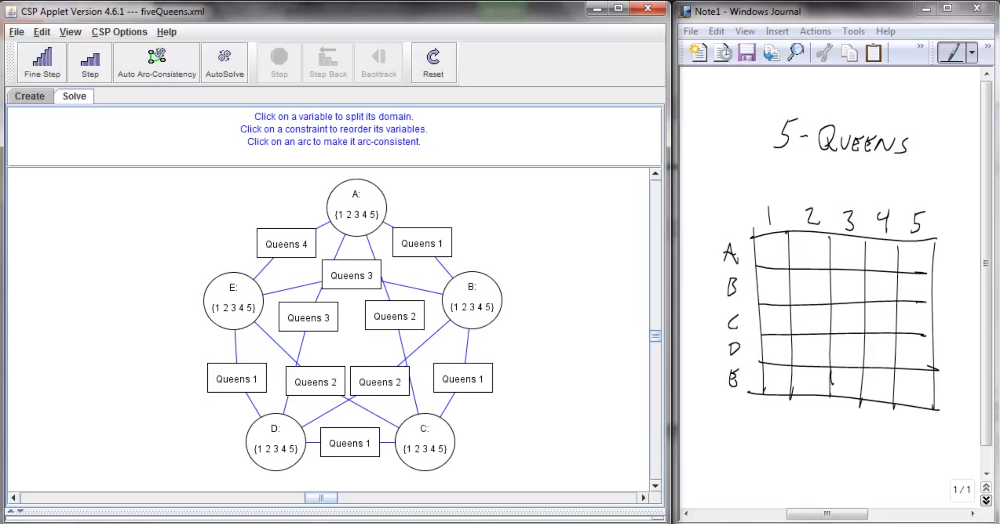 CSP Applet Version 4.6.1 --- fiveQueens.xml
File Edit View CSP Options Help
Fine Step
Step
Auto Arc-Consistency
AutoSolve
Stop
Step Back
Backtrack
Reset
Create
Solve
Click on a variable to split its domain.
Click on a constraint to reorder its variables.
Click on an arc to make it arc-consistent.
A:
{1 2 3 4 5}
Queens 4
Queens 1
Queens 3
E:
{1 2 3 4 5}
B:
{1 2 3 4 5}
Queens 3
Queens 2
Queens 1
Queens 2
Queens 2
Queens 1
D:
{1 2 3 4 5}
Queens 1
C:
{1 2 3 4 5}
Note1 - Windows Journal
File Edit View Insert Actions Tools Help
5-QUEENS
1 2 3 4 5
A
B
C
D
E
1 / 1